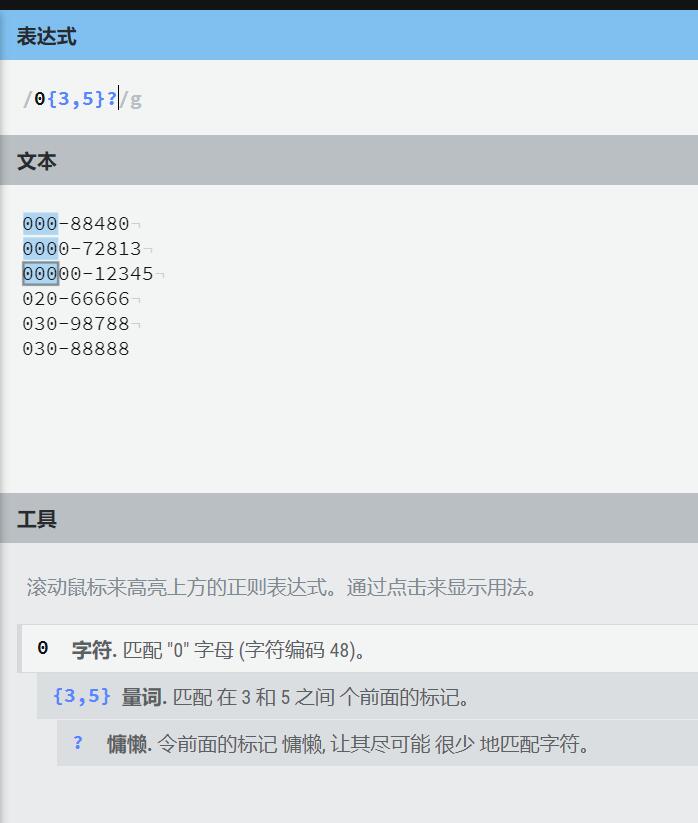 表达式
/0{3,5}?/g
文本
000-88480¬
0000-72813¬
00000-12345¬
020-66666¬
030-98788¬
030-88888
工具
滚动鼠标来高亮上方的正则表达式。通过点击来显示用法。
0 字符. 匹配 "0" 字母 (字符编码 48)。
{3,5} 量词. 匹配 在 3 和 5 之间 个前面的标记。
? 慵懒. 令前面的标记 慵懒, 让其尽可能 很少 地匹配字符。